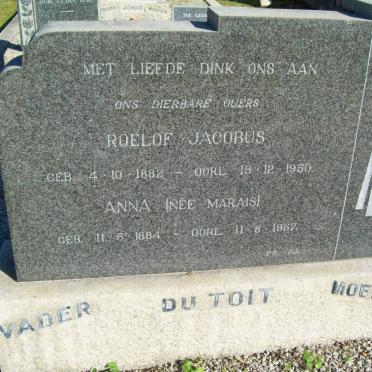 MET LIEFDE DINK ONS AAN
ONS DIERBARE OUERS
ROELOF JACOBUS
GEB. 4-10-1882 - OORL. 15-12-1950.
ANNA (NEE MARAIS)
GEB. 11-5-1884 - OORL. 11-8-1957.
VADER DU TOIT MOE